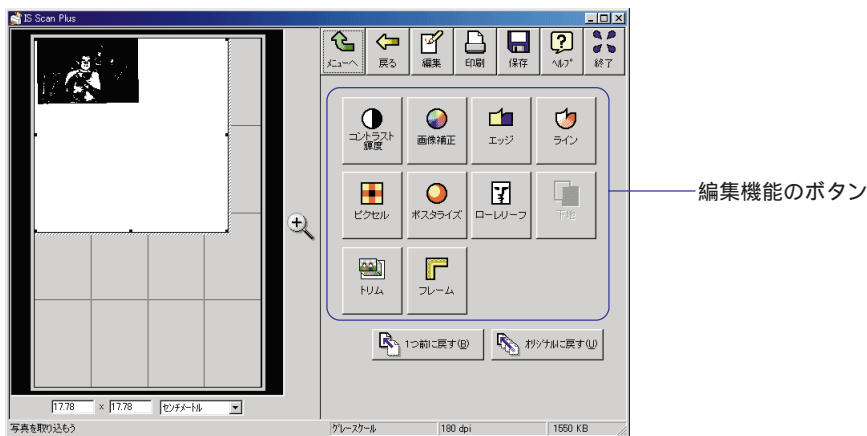 IS Scan Plus
メニューへ 戻る 編集 印刷 保存 ヘルプ 終了
コントラスト
輝度
画像補正 エッジ ライン
ピクセル ポスタライズ ローレリーフ 下地
編集機能のボタン
トリム フレーム
1つ前に戻す(B) オリジナルに戻す(U)
17.78 x 17.78 センチメートル
写真を取り込もう グレースケール 180 dpi 1550 KB